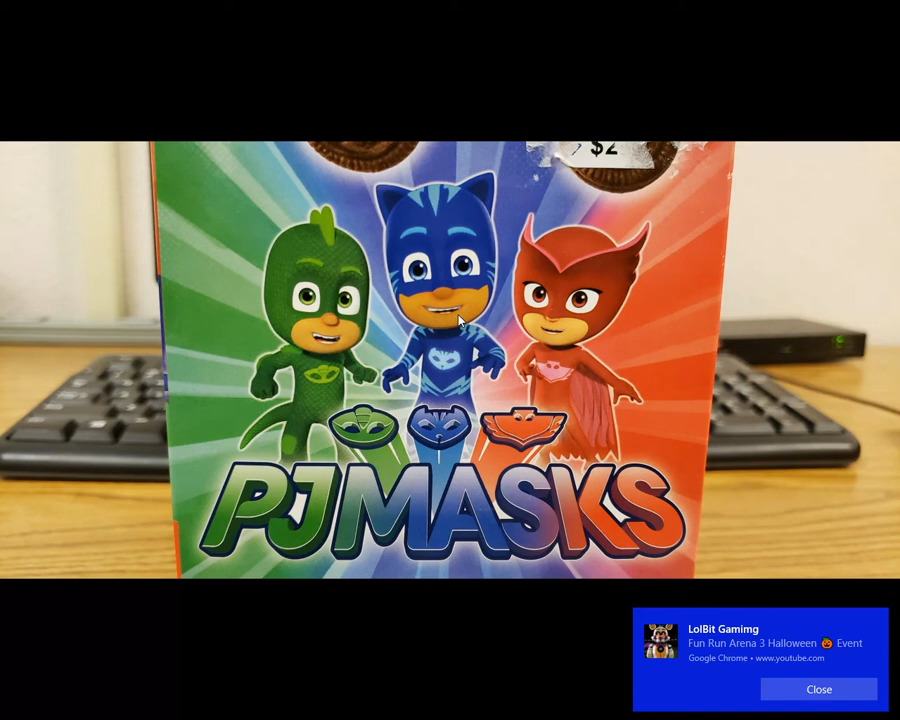 $2
PJMASKS
LolBit Gamimg
Fun Run Arena 3 Halloween 🎃 Event
Google Chrome • www.youtube.com
Close